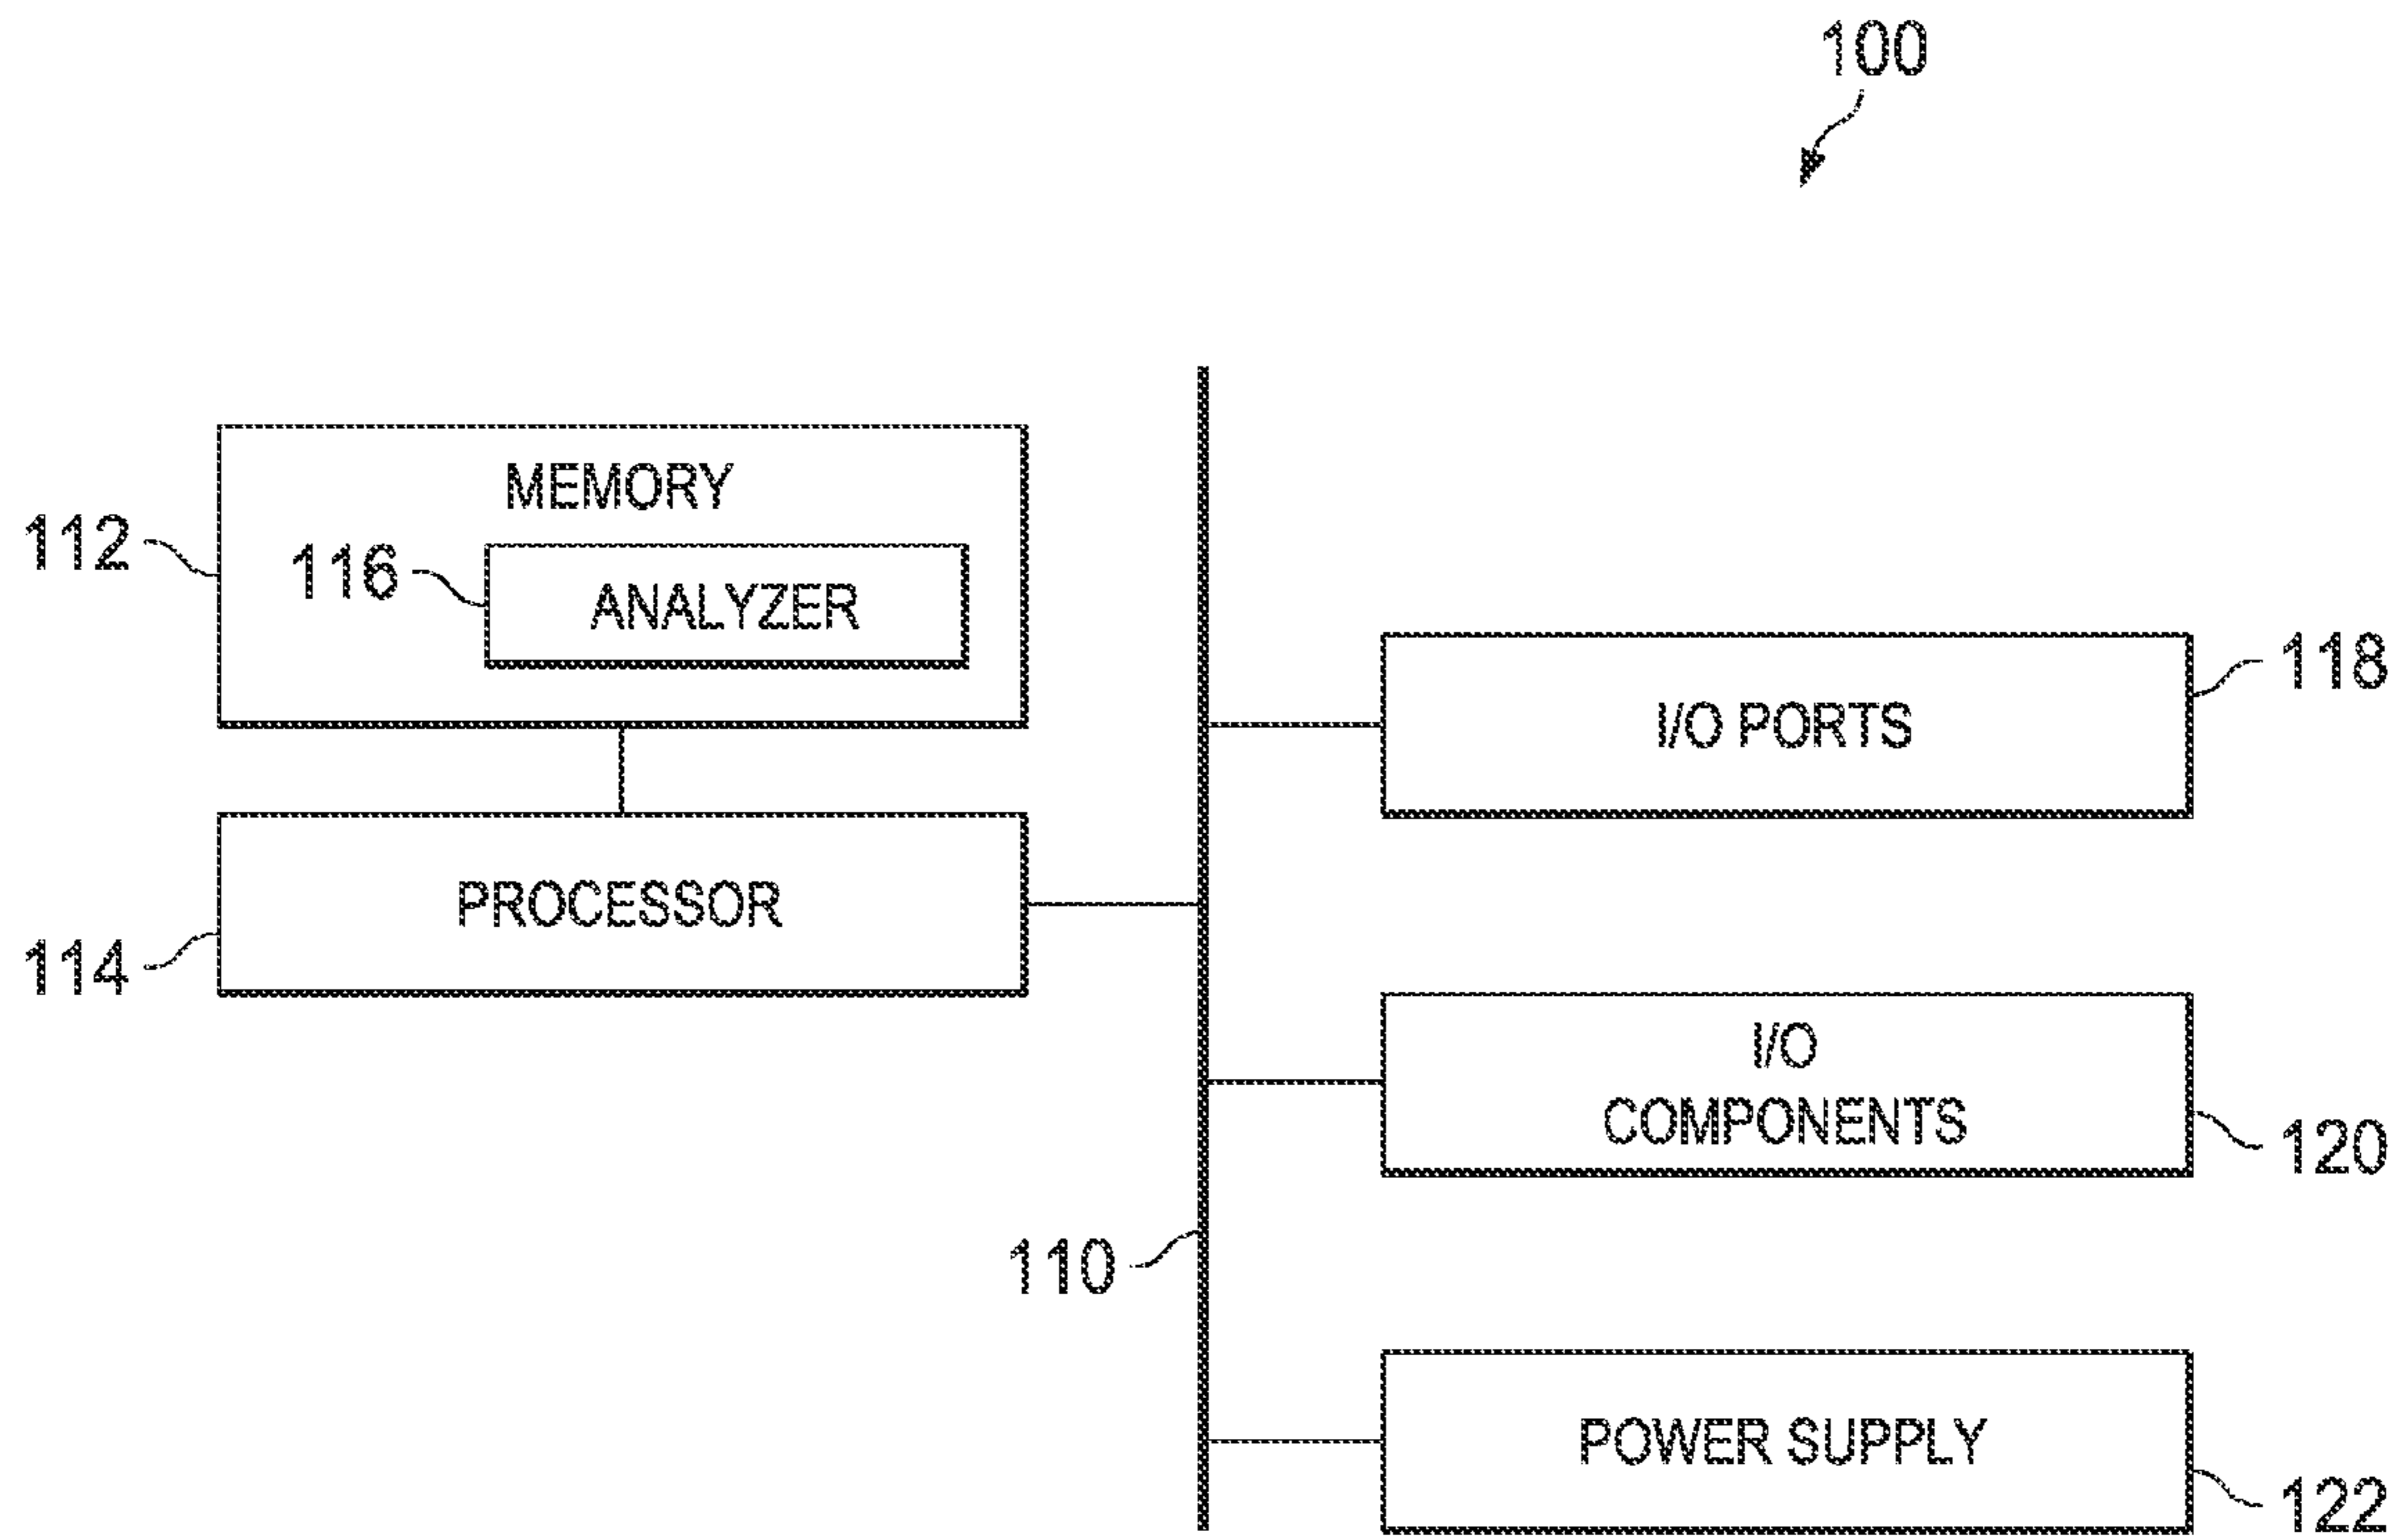 100
MEMORY
112
116
ANALYZER
118
I/O PORTS
PROCESSOR
114
I/O
COMPONENTS
120
110
POWER SUPPLY
122